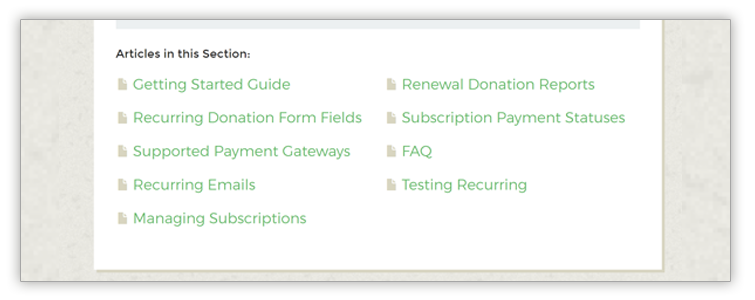 Articles in this Section:
Getting Started Guide
Recurring Donation Form Fields
Supported Payment Gateways
Recurring Emails
Managing Subscriptions
Renewal Donation Reports
Subscription Payment Statuses
FAQ
Testing Recurring